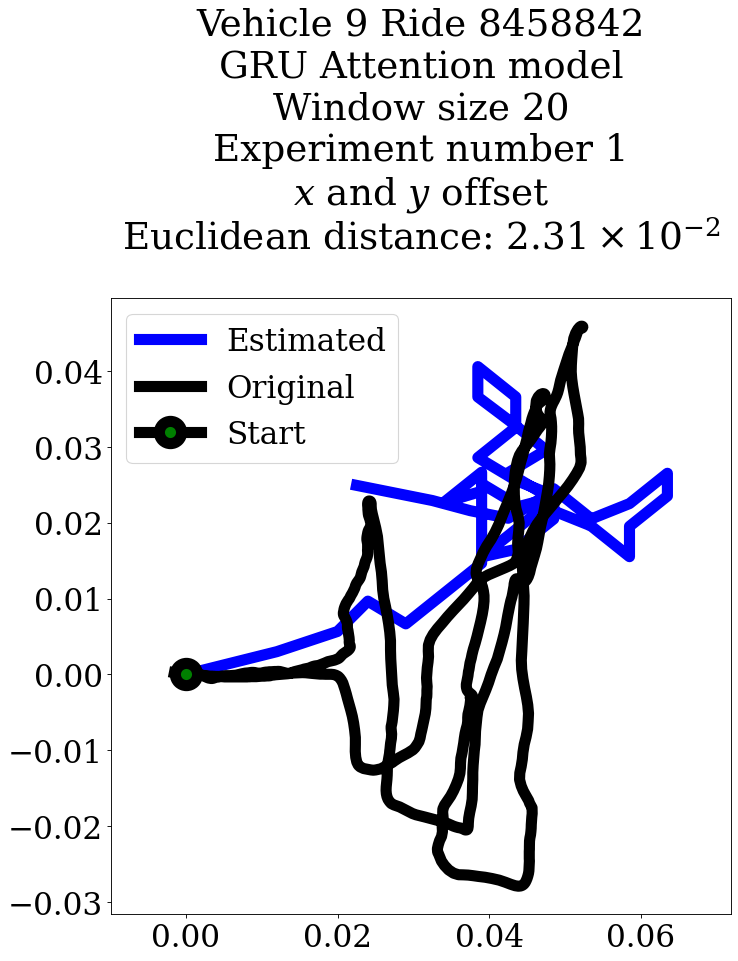 Vehicle 9 Ride 8458842
GRU Attention model
Window size 20
Experiment number 1
x and y offset
Euclidean distance: 2.31 × 10⁻²
Estimated
Original
Start
0.04
0.03
0.02
0.01
0.00
−0.01
−0.02
−0.03
0.00 0.02 0.04 0.06